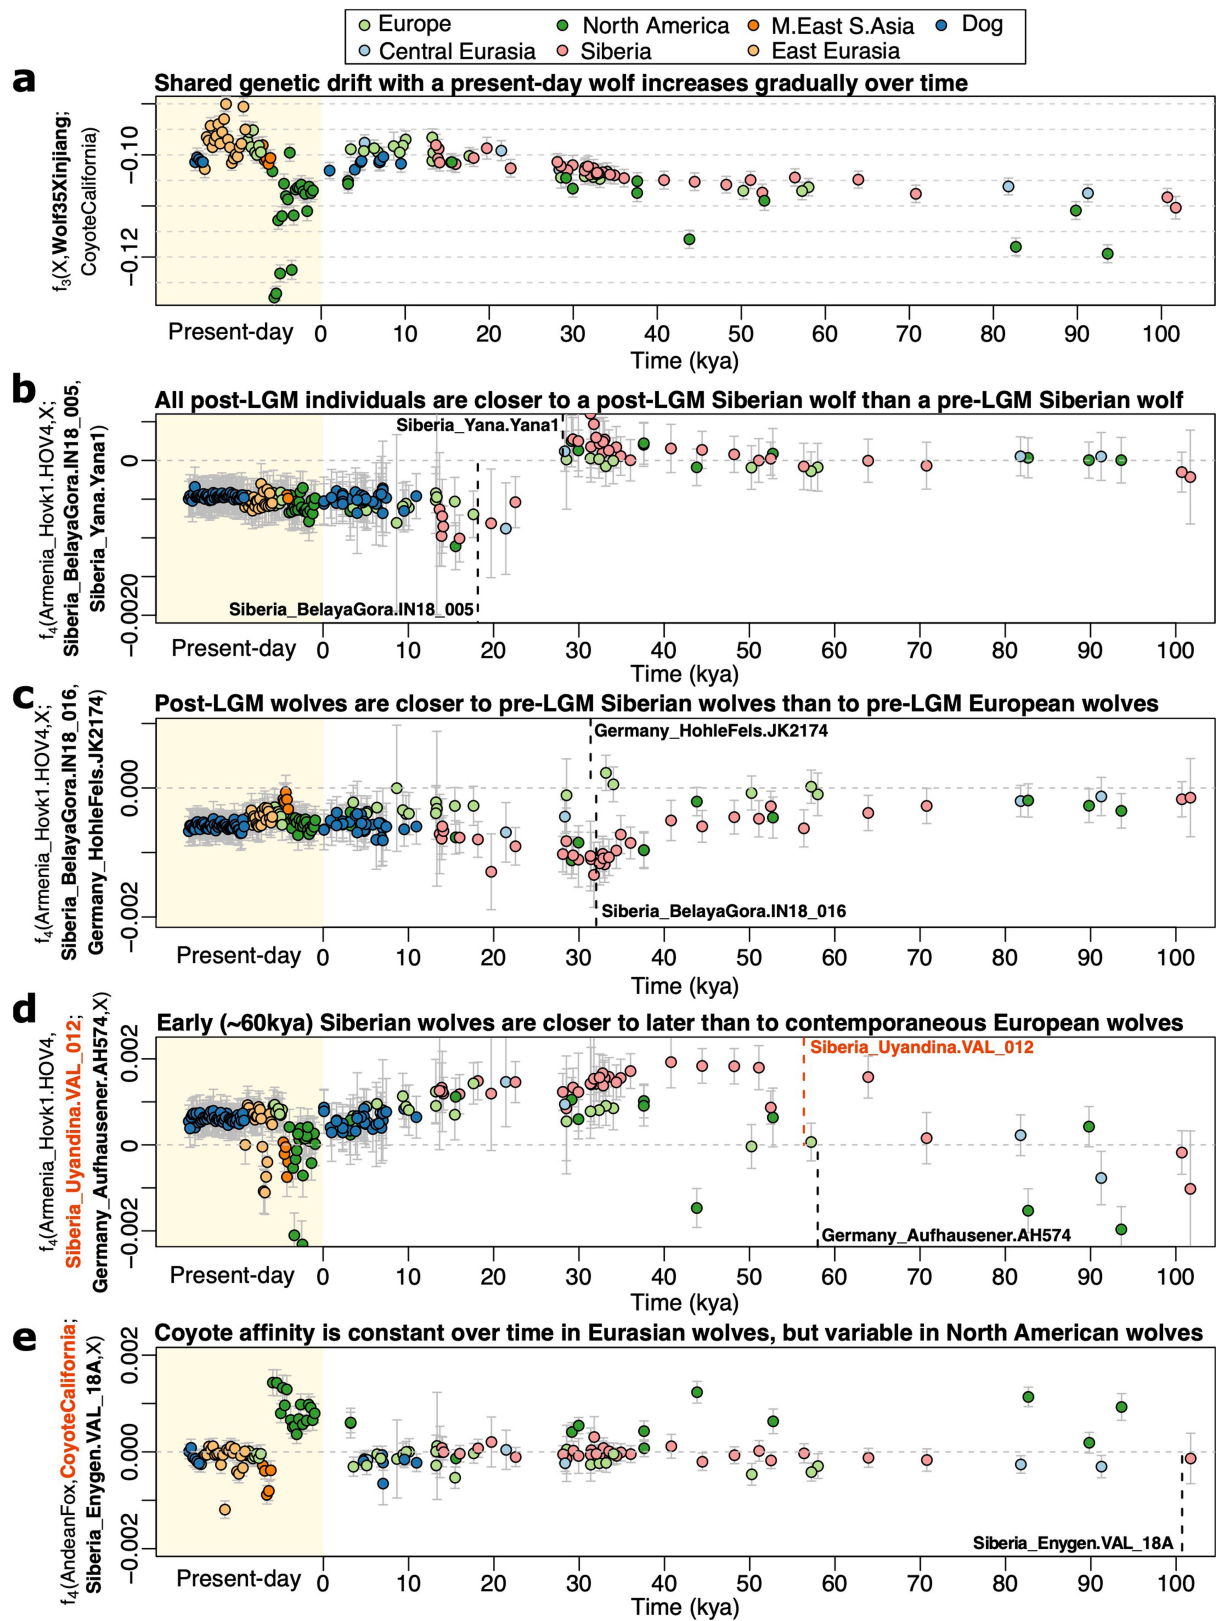 Europe North America M.East S.Asia Dog
Central Eurasia Siberia East Eurasia
a
Shared genetic drift with a present-day wolf increases gradually over time
f3(X,Wolf35Xinjiang;
CoyoteCalifornia)
−0.10
−0.12
Present-day 0 10 20 30 40 50 60 70 80 90 100
Time (kya)
b
All post-LGM individuals are closer to a post-LGM Siberian wolf than a pre-LGM Siberian wolf
f4(Armenia_Hovk1.HOV4,X;
Siberia_BelayaGora.IN18_005,
Siberia_Yana.Yana1)
Siberia_Yana.Yana1
0
−0.0020
Siberia_BelayaGora.IN18_005
Present-day 0 10 20 30 40 50 60 70 80 90 100
Time (kya)
c
Post-LGM wolves are closer to pre-LGM Siberian wolves than to pre-LGM European wolves
f4(Armenia_Hovk1.HOV4,X;
Siberia_BelayaGora.IN18_016,
Germany_HohleFels.JK2174)
Germany_HohleFels.JK2174
0.000
−0.002
Siberia_BelayaGora.IN18_016
Present-day 0 10 20 30 40 50 60 70 80 90 100
Time (kya)
d
Early (~60kya) Siberian wolves are closer to later than to contemporaneous European wolves
f4(Armenia_Hovk1.HOV4,
Siberia_Uyandina.VAL_012;
Germany_Aufhausener.AH574,X)
Siberia_Uyandina.VAL_012
0.002
0
−0.002
Germany_Aufhausener.AH574
Present-day 0 10 20 30 40 50 60 70 80 90 100
Time (kya)
e
Coyote affinity is constant over time in Eurasian wolves, but variable in North American wolves
f4(AndeanFox,CoyoteCalifornia;
Siberia_Enygen.VAL_18A,X)
0.002
0.000
−0.002
Siberia_Enygen.VAL_18A
Present-day 0 10 20 30 40 50 60 70 80 90 100
Time (kya)